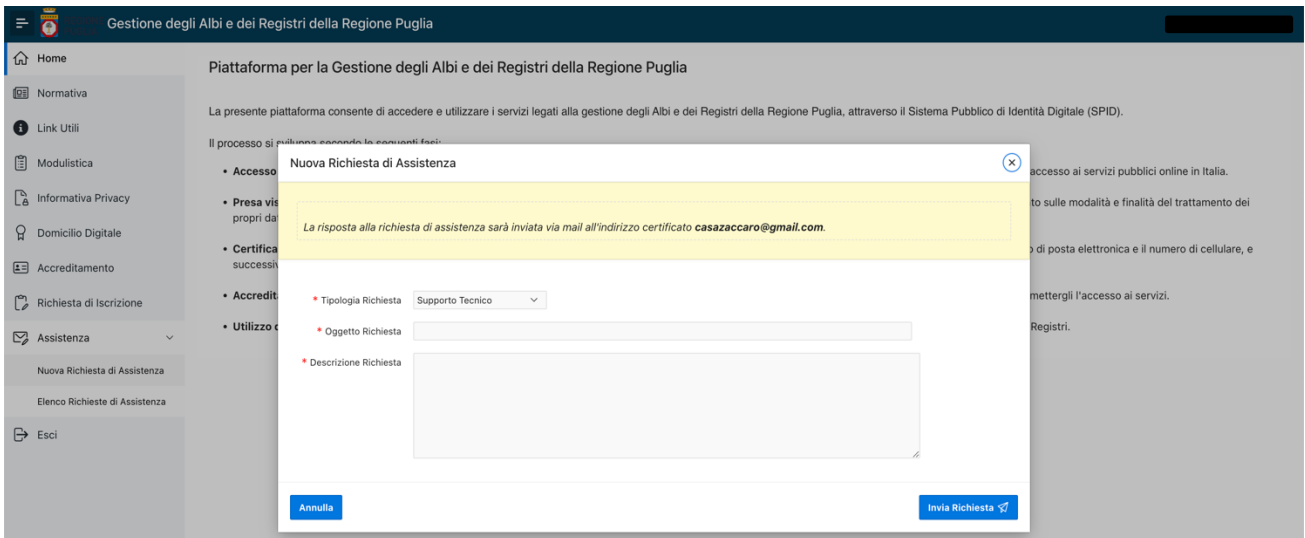 Gestione degli Albi e dei Registri della Regione Puglia
Home
Normativa
Link Utili
Modulistica
Informativa Privacy
Domicilio Digitale
Accreditamento
Richiesta di Iscrizione
Assistenza
Nuova Richiesta di Assistenza
Elenco Richieste di Assistenza
Esci
Piattaforma per la Gestione degli Albi e dei Registri della Regione Puglia
La presente piattaforma consente di accedere e utilizzare i servizi legati alla gestione degli Albi e dei Registri della Regione Puglia, attraverso il Sistema Pubblico di Identità Digitale (SPID).
Il processo si sviluppa secondo le seguenti fasi:
• Accesso
accesso ai servizi pubblici online in Italia.
• Presa vis
to sulle modalità e finalità del trattamento dei
propri da
• Certifica
o di posta elettronica e il numero di cellulare, e
successiv
• Accredit
mettergli l'accesso ai servizi.
• Utilizzo
Registri.
Nuova Richiesta di Assistenza
La risposta alla richiesta di assistenza sarà inviata via mail all'indirizzo certificato casazaccaro@gmail.com.
* Tipologia Richiesta Supporto Tecnico
* Oggetto Richiesta
* Descrizione Richiesta
Annulla
Invia Richiesta